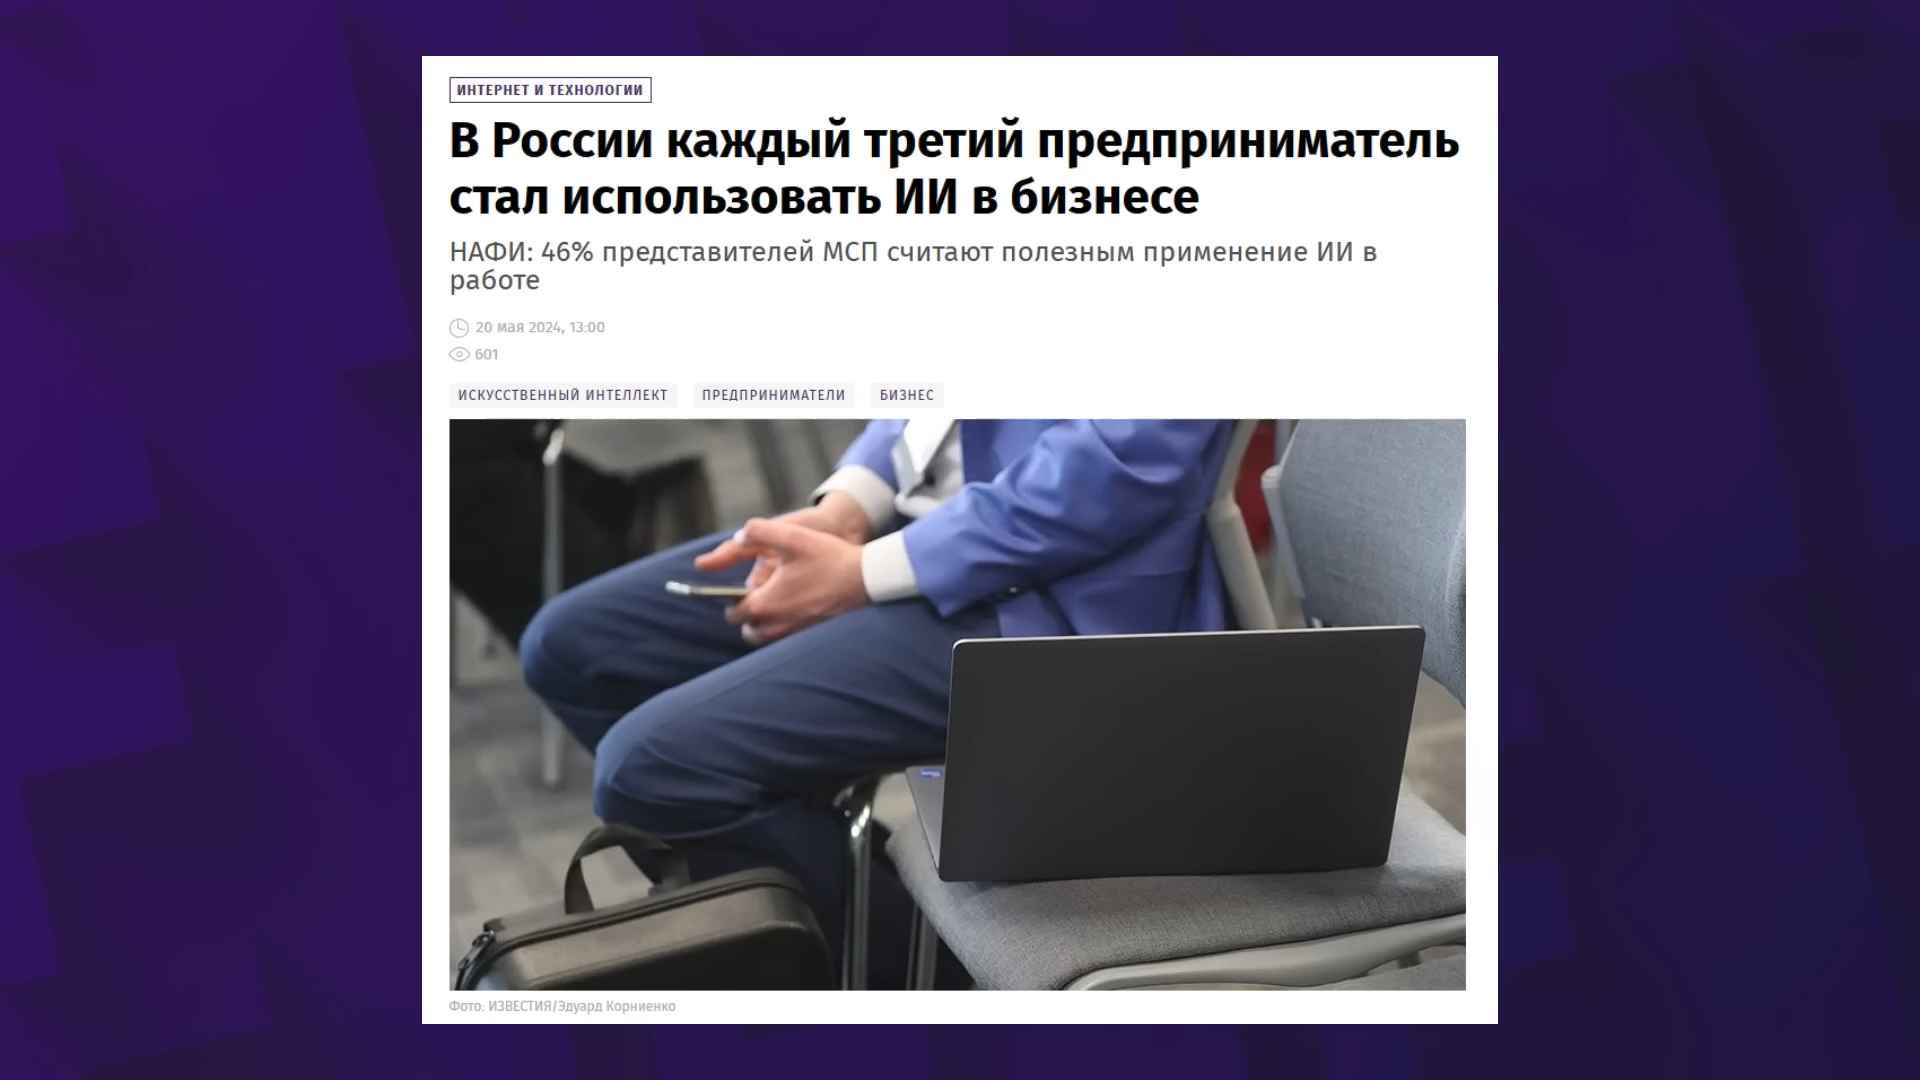 ИНТЕРНЕТ И ТЕХНОЛОГИИ
В России каждый третий предприниматель
стал использовать ИИ в бизнесе
НАФИ: 46% представителей МСП считают полезным применение ИИ в
работе
20 мая 2024, 13:00
601
ИСКУССТВЕННЫЙ ИНТЕЛЛЕКТ ПРЕДПРИНИМАТЕЛИ БИЗНЕС
Фото: ИЗВЕСТИЯ/Эдуард Корниенко